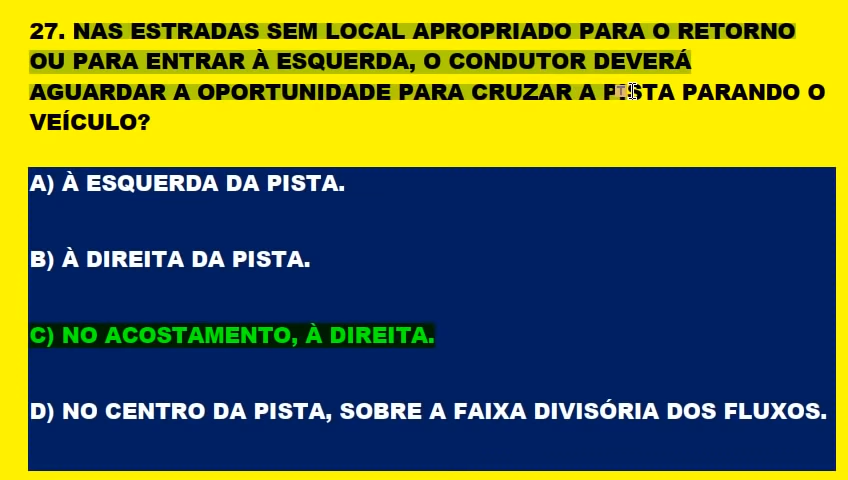 27. NAS ESTRADAS SEM LOCAL APROPRIADO PARA O RETORNO
OU PARA ENTRAR À ESQUERDA, O CONDUTOR DEVERÁ
AGUARDAR A OPORTUNIDADE PARA CRUZAR A PISTA PARANDO O
VEÍCULO?
A) À ESQUERDA DA PISTA.
B) À DIREITA DA PISTA.
C) NO ACOSTAMENTO, À DIREITA.
D) NO CENTRO DA PISTA, SOBRE A FAIXA DIVISÓRIA DOS FLUXOS.